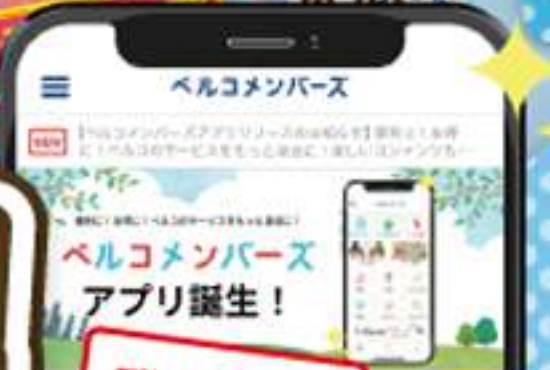 ベルコメンバーズ
【ベルコメンバーズアプリリリースのお知らせ】便利に！お得
に！ベルコのサービスをもっと身近に！楽しいコンテンツも…
便利に！お得に！ベルコのサービスをもっと身近に！
ベルコメンバーズ
アプリ誕生！